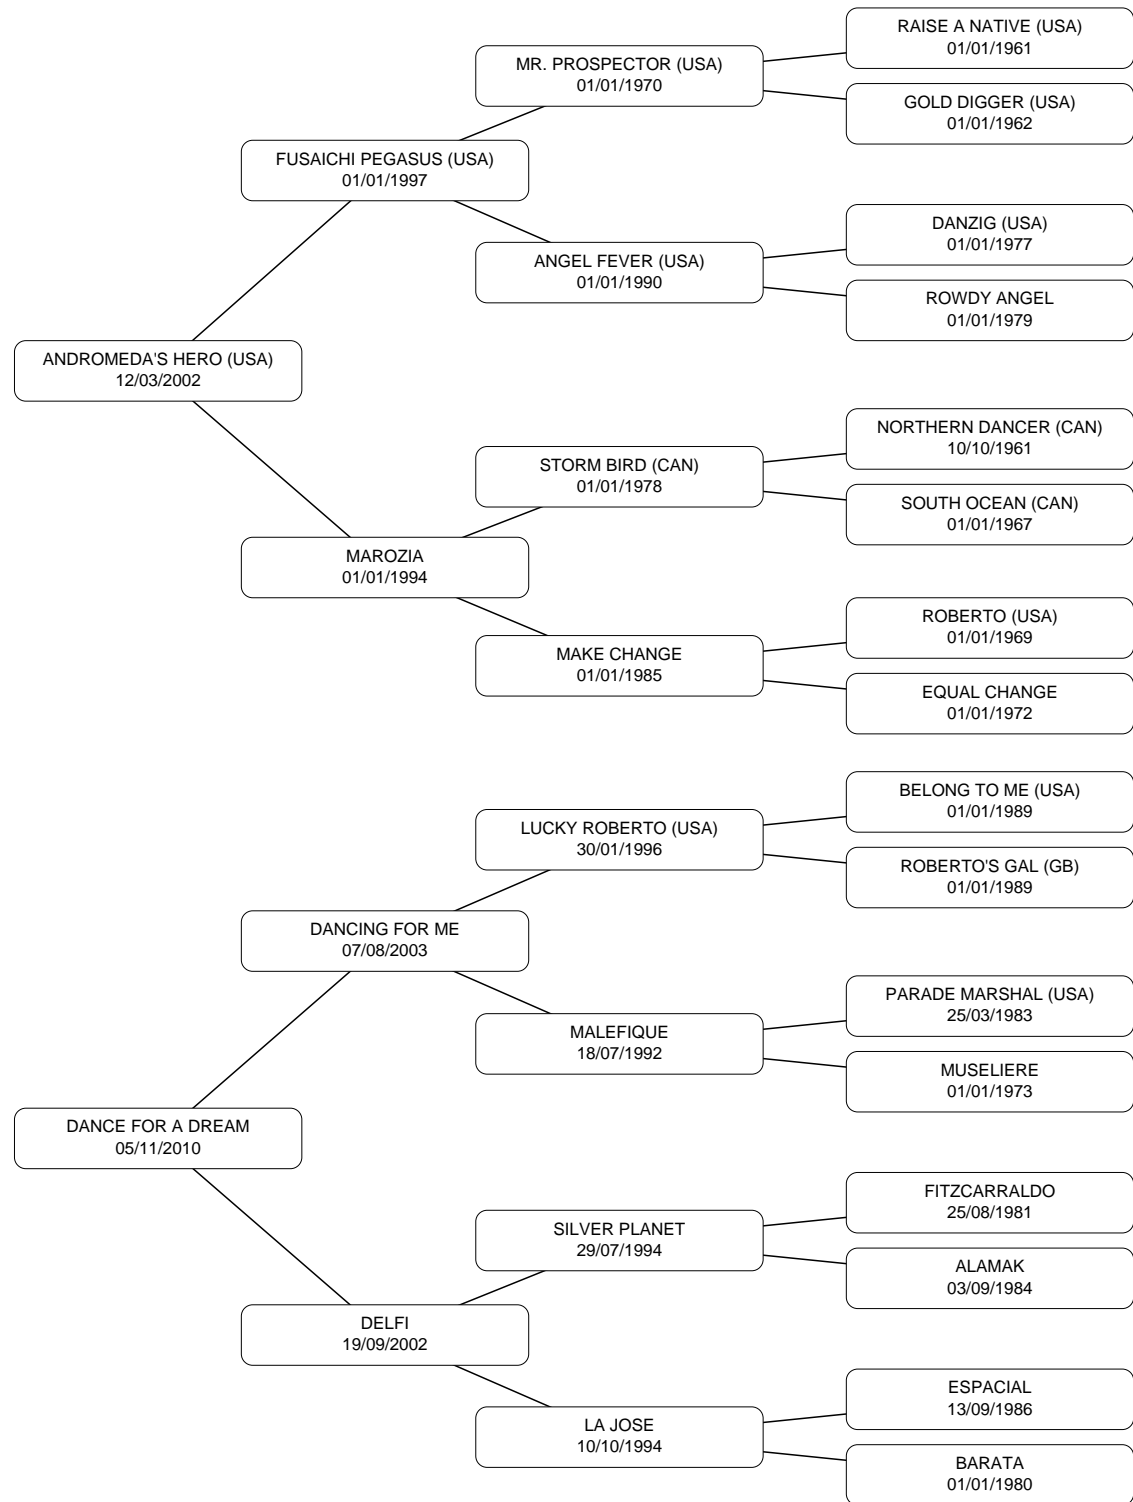 RAISE A NATIVE (USA)
01/01/1961
MR. PROSPECTOR (USA)
01/01/1970
GOLD DIGGER (USA)
01/01/1962
FUSAICHI PEGASUS (USA)
01/01/1997
DANZIG (USA)
01/01/1977
ANGEL FEVER (USA)
01/01/1990
ROWDY ANGEL
01/01/1979
ANDROMEDA'S HERO (USA)
12/03/2002
NORTHERN DANCER (CAN)
10/10/1961
STORM BIRD (CAN)
01/01/1978
SOUTH OCEAN (CAN)
01/01/1967
MAROZIA
01/01/1994
ROBERTO (USA)
01/01/1969
MAKE CHANGE
01/01/1985
EQUAL CHANGE
01/01/1972
BELONG TO ME (USA)
01/01/1989
LUCKY ROBERTO (USA)
30/01/1996
ROBERTO'S GAL (GB)
01/01/1989
DANCING FOR ME
07/08/2003
PARADE MARSHAL (USA)
25/03/1983
MALEFIQUE
18/07/1992
MUSELIERE
01/01/1973
DANCE FOR A DREAM
05/11/2010
FITZCARRALDO
25/08/1981
SILVER PLANET
29/07/1994
ALAMAK
03/09/1984
DELFI
19/09/2002
ESPACIAL
13/09/1986
LA JOSE
10/10/1994
BARATA
01/01/1980